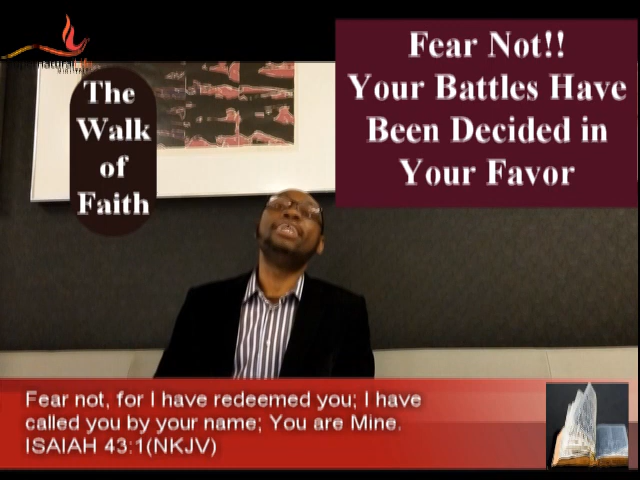 The
Walk
of
Faith
Fear Not!!
Your Battles Have
Been Decided in
Your Favor
Fear not, for I have redeemed you; I have
called you by your name; You are Mine.
ISAIAH 43:1(NKJV)